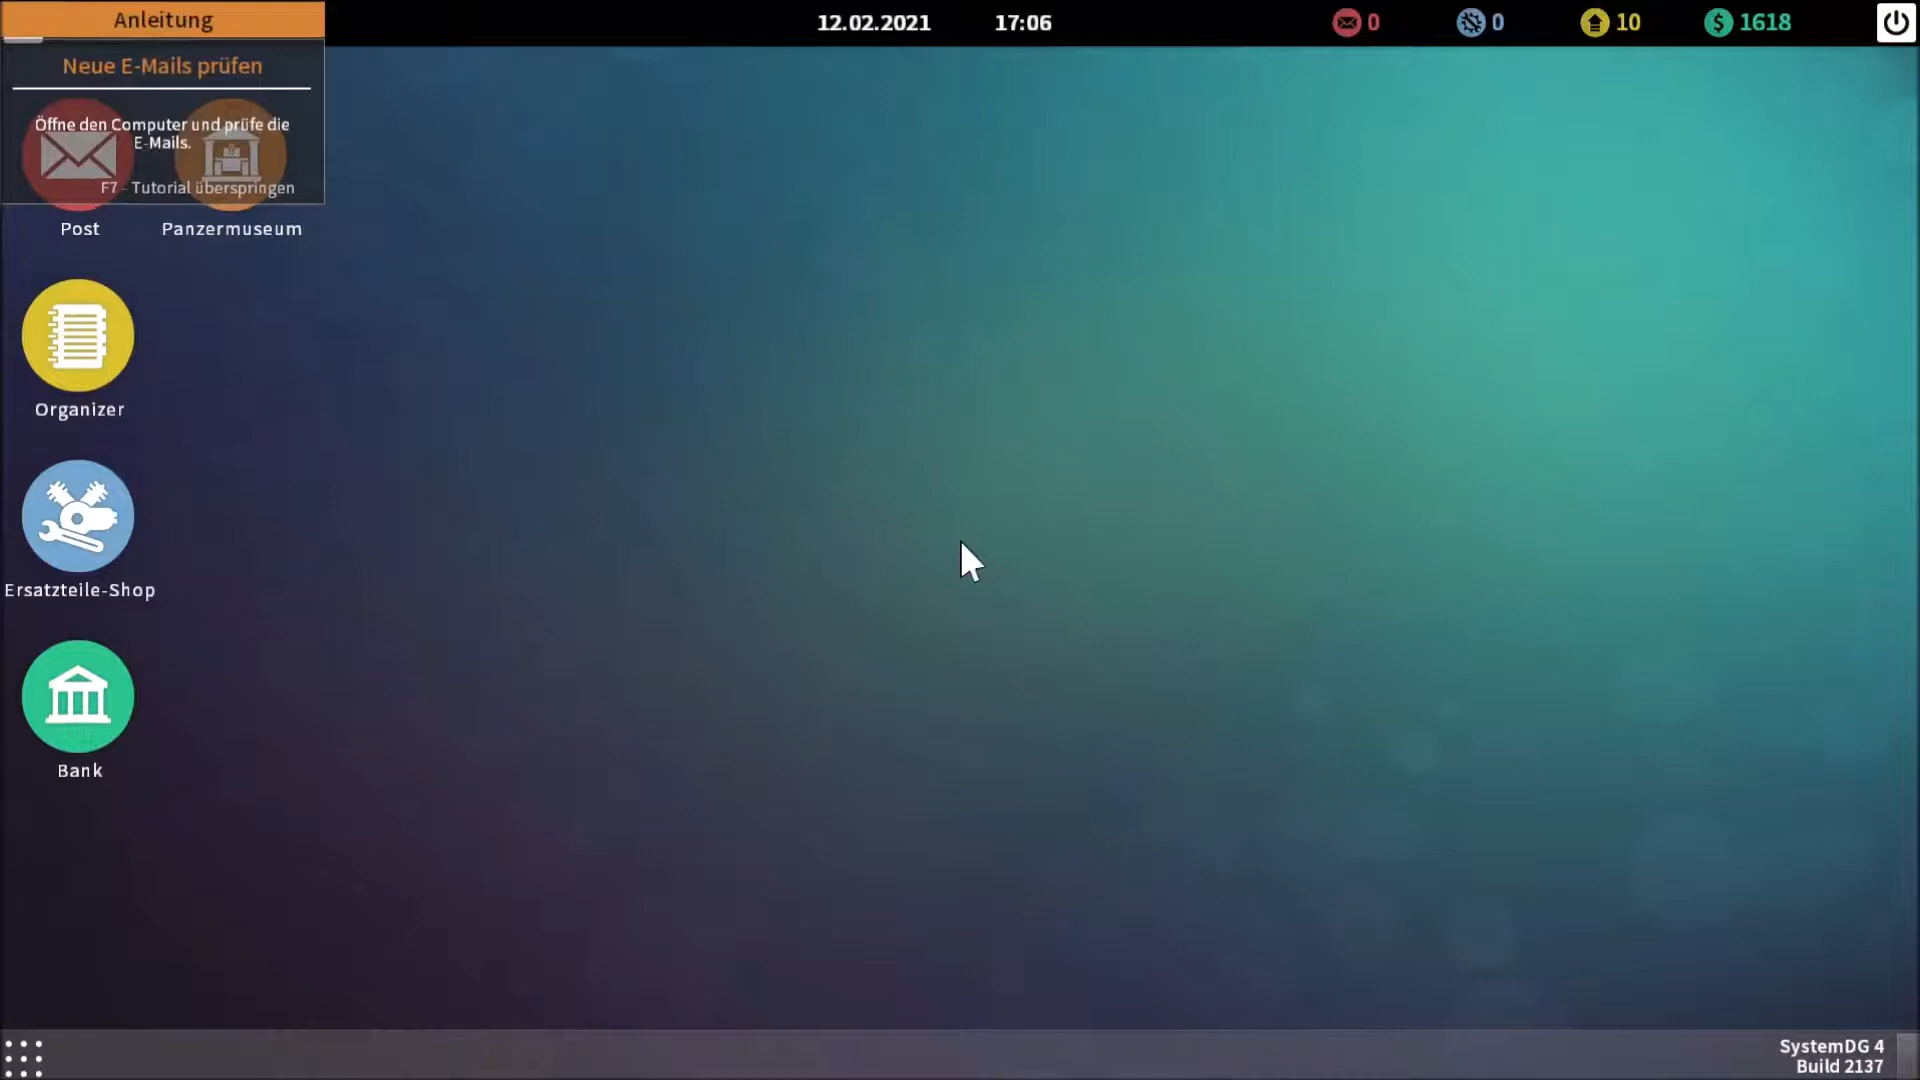 Anleitung
12.02.2021 17:06 0 0 10 1618
Neue E-Mails prüfen
Öffne den Computer und prüfe die
E-Mails.
F7 - Tutorial überspringen
Post Panzermuseum
Organizer
Ersatzteile-Shop
Bank
SystemDG 4
Build 2137